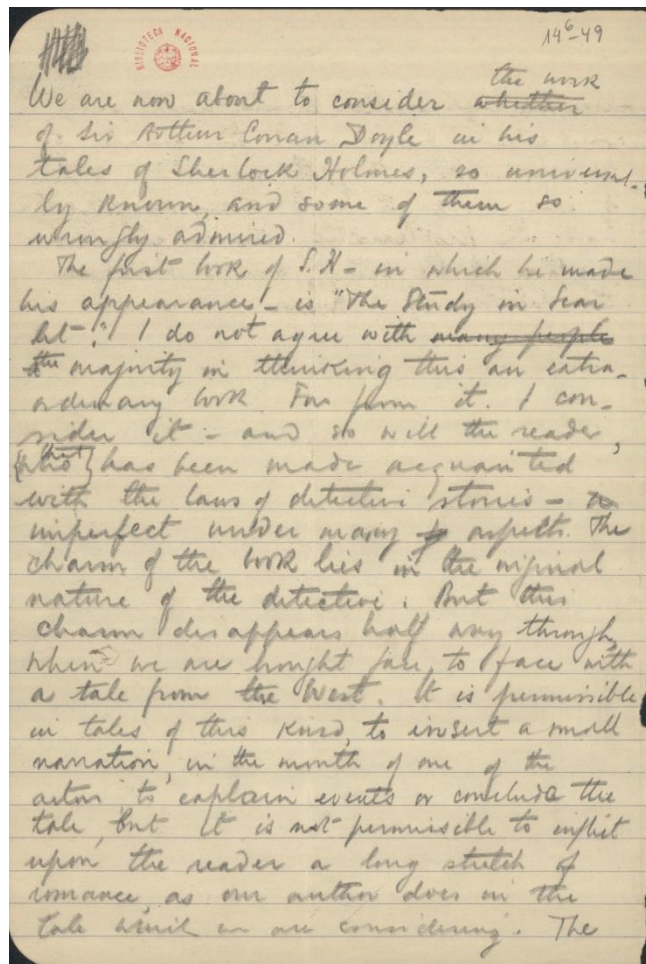 14^6-49
BIBLIOTECA NACIONAL
the work
We are now about to consider whether
of Sir Arthur Conan Doyle in his
tales of Sherlock Holmes, so universal-
ly known, and some of them so
wrongly admired.
The first book of S.H - in which he made
his appearance - is "The Study in Scar
let". I do not agree with many people
the majority in thinking this an extra-
ordinary book Far from it. I con-
sider it - and so will the reader,
{who that} has been made acquainted
with the laws of detective stories -
imperfect under many aspects. The
charm of the book lies in the original
nature of the detective. But this
charm disappears half way through,
when we are bought face to face with
a tale from the West. It is permissible
in tales of this kind, to insert a small
narration, in the mouth of one of the
actors to explain events or conclude the
tale, but it is not permissible to inflict
upon the reader a long stretch of
romance, as our author does in the
tale which we are considering. The